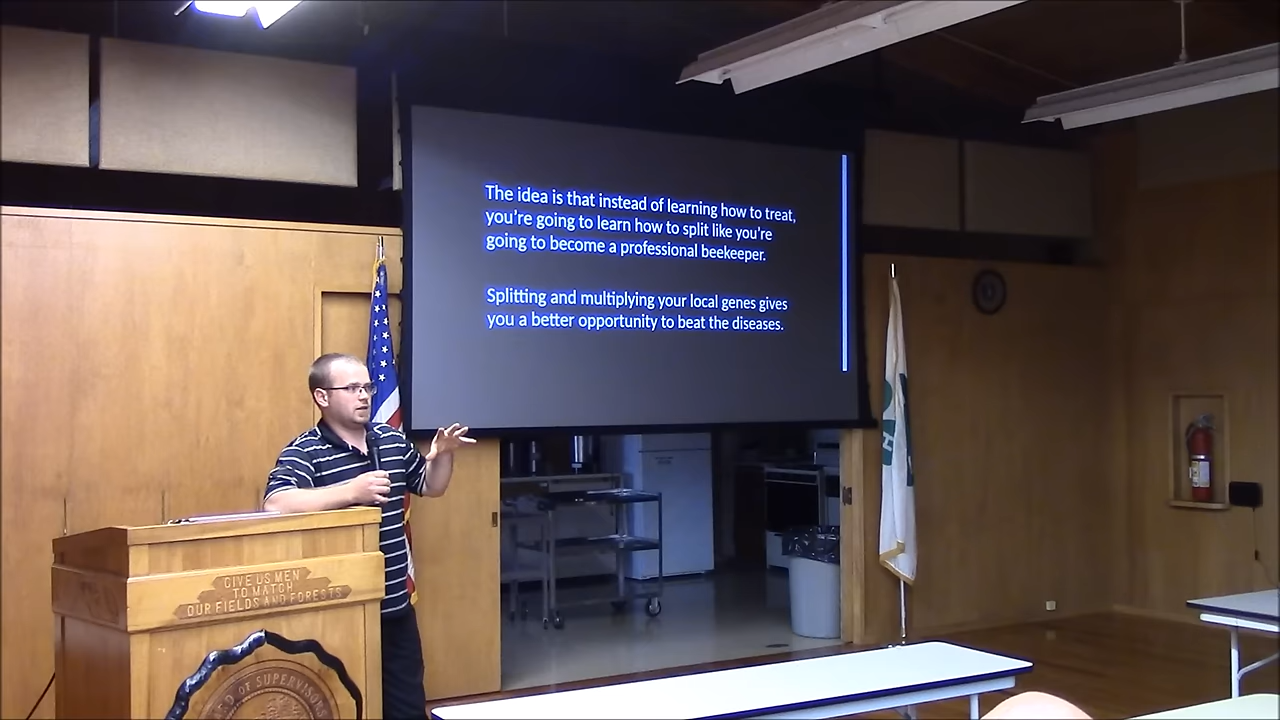 The idea is that instead of learning how to treat,
you're going to learn how to split like you're
going to become a professional beekeeper.
Splitting and multiplying your local genes gives
you a better opportunity to beat the diseases.
GIVE US MEN
TO MATCH
OUR FIELDS AND FORESTS
OF SUPERVISORS
H